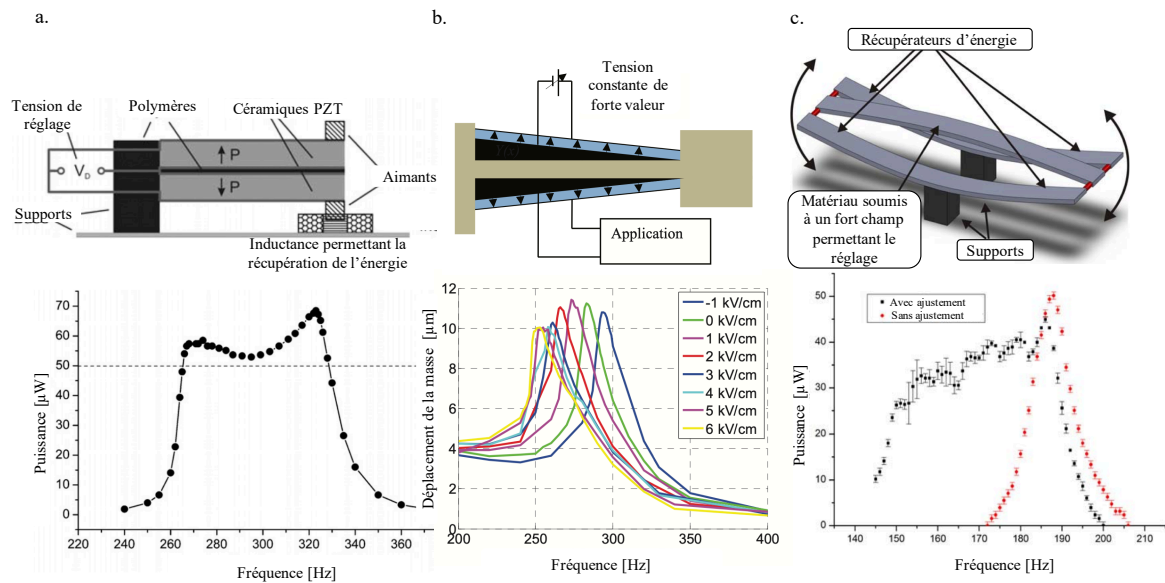 a.
Tension de
réglage
Polymères
Céramiques PZT
P
V_D
P
Aimants
Supports
Inductance permettant la
récupération de l'énergie
Puissance [µW]
70
60
50
40
30
20
10
0
220 240 260 280 300 320 340 360
Fréquence [Hz]
b.
Tension
constante de
forte valeur
Y(x)
Application
Déplacement de la masse [µm]
12
10
8
6
4
2
0
-1 kV/cm
0 kV/cm
1 kV/cm
2 kV/cm
3 kV/cm
4 kV/cm
5 kV/cm
6 kV/cm
200 250 300 350 400
Fréquence [Hz]
c.
Récupérateurs d'énergie
Matériau soumis
à un fort champ
permettant le
réglage
Supports
Puissance [µW]
50
40
30
20
10
0
Avec ajustement
Sans ajustement
140 150 160 170 180 190 200 210
Fréquence [Hz]